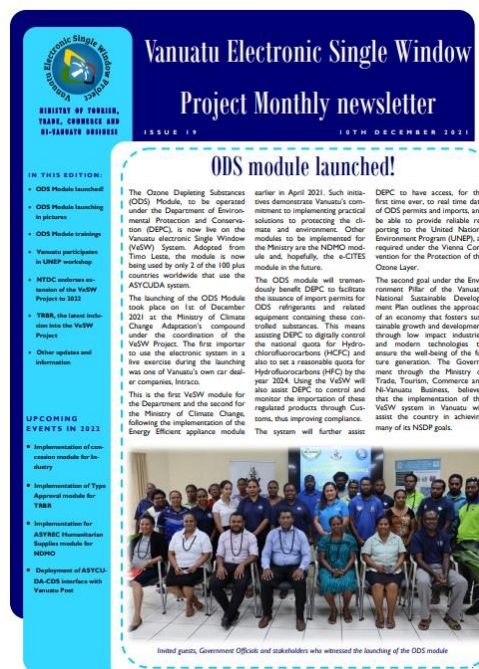 Vanuatu Electronic Single Window Project
MINISTRY OF TOURISM,
TRADE, COMMERCE AND
NI-VANUATU BUSINESS
Vanuatu Electronic Single Window
Project Monthly newsletter
ISSUE 19 10TH DECEMBER 2021
IN THIS EDITION:
• ODS Module launched!
• ODS Module launching
in pictures
• ODS Module trainings
• Vanuatu participates
in UNEP workshop
• NTDC endorses ex-
tension of the VeSW
Project to 2022
• TRBR, the latest inclu-
sion into the VeSW
Project
• Other updates and
information
UPCOMING
EVENTS IN 2022
• Implementation of con-
cession module for In-
dustry
• Implementation of Type
Approval module for
TRBR
• Implementation for
ASYREC Humanitarian
Supplies module for
NDMO
• Deployment of ASYCU-
DA-CDS interface with
Vanuatu Post
ODS module launched!
The Ozone Depleting Substances
(ODS) Module, to be operated
under the Department of Environ-
mental Protection and Conserva-
tion (DEPC), is now live on the
Vanuatu electronic Single Window
(VeSW) System. Adopted from
Timo Leste, the module is now
being used by only 2 of the 100 plus
countries worldwide that use the
ASYCUDA system.
The launching of the ODS Module
took place on 1st of December
2021 at the Ministry of Climate
Change Adaptation's compound
under the coordination of the
VeSW Project. The first importer
to use the electronic system in a
live exercise during the launching
was one of Vanuatu's own car deal-
er companies, Intraco.
This is the first VeSW module for
the Department and the second for
the Ministry of Climate Change,
following the implementation of the
Energy Efficient appliance module
earlier in April 2021. Such initia-
tives demonstrate Vanuatu's com-
mitment to implementing practical
solutions to protecting the cli-
mate and environment. Other
modules to be implemented for
the Ministry are the NDMO mod-
ule and, hopefully, the e-CITES
module in the future.
The ODS module will tremen-
dously benefit DEPC to facilitate
the issuance of import permits for
ODS refrigerants and related
equipment containing these con-
trolled substances. This means
assisting DEPC to digitally control
the national quota for Hydro-
chlorofluorocarbons (HCFC) and
also to set a reasonable quota for
Hydrofluorocarbons (HFC) by the
year 2024. Using the VeSW will
also assist DEPC to control and
monitor the importation of these
regulated products through Cus-
toms, thus improving compliance.
The system will further assist
DEPC to have access, for th
first time ever, to real time dat
of ODS permits and imports, an
be able to provide reliable re
porting to the United Nation
Environment Program (UNEP), a
required under the Vienna Con
vention for the Protection of th
Ozone Layer.
The second goal under the Env
ronment Pillar of the Vanuat
National Sustainable Develop
ment Plan outlines the approac
of an economy that fosters sus
tainable growth and developmen
through low impact industrie
and modern technologies t
ensure the well-being of the fu
ture generation. The Govern
ment through the Ministry o
Trade, Tourism, Commerce an
Ni-Vanuatu Business, believe
that the implementation of th
VeSW system in Vanuatu wi
assist the country in achievin
many of its NSDP goals.
Invited guests, Government Officials and stakeholders who witnessed the launching of the ODS module